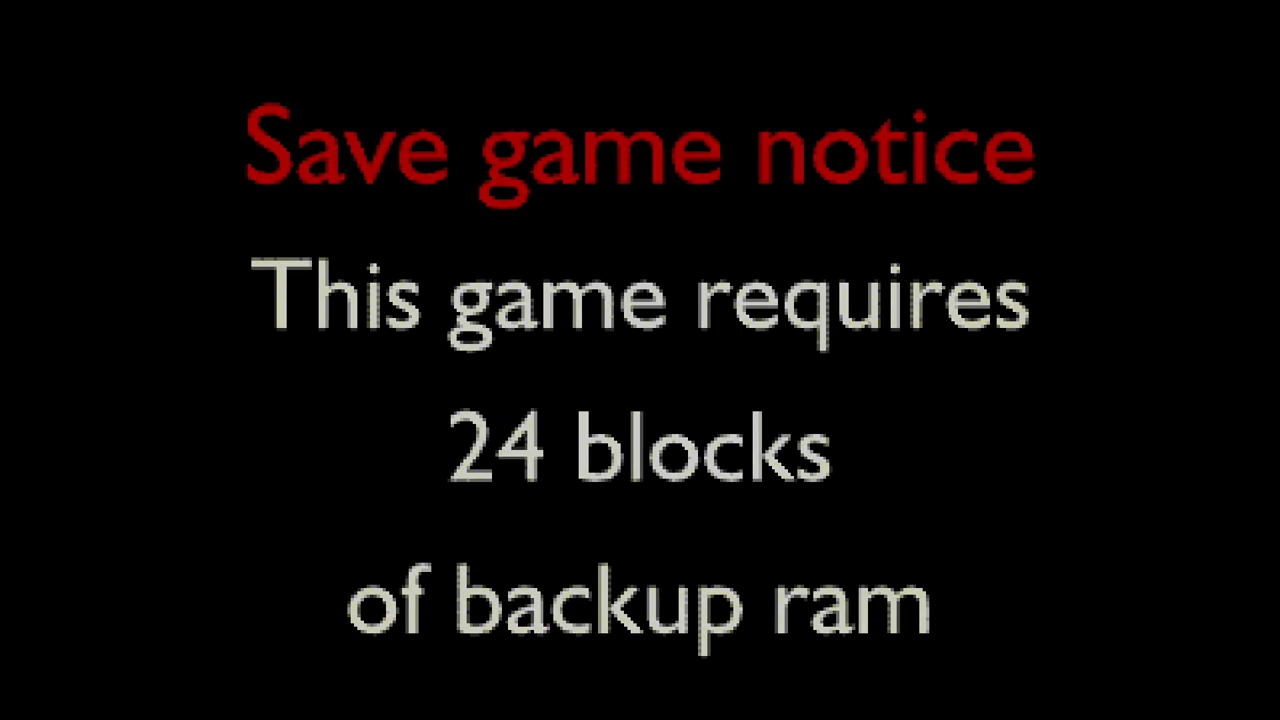 Save game notice
This game requires
24 blocks
of backup ram